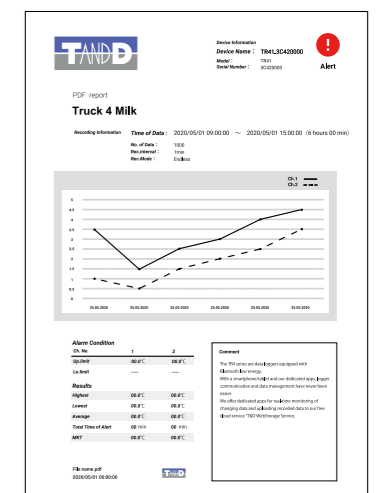 TANDD
Device Information
Device Name : TR41_3C420000
Model : TR41
Serial Number : 3C420000
Alert
PDF report
Truck 4 Milk
Recording Information Time of Data : 2020/05/01 09:00:00 ～ 2020/05/01 15:00:00 (6 hours 00 min)
No. of Data : 1000
Rec.Interval : 1min
Rec.Mode : Endless
Ch.1
Ch.2
5
4.5
4
3.5
3
2.5
2
1.5
1
0.5
0
25.05.2020 25.05.2020 25.05.2020 25.05.2020 25.05.2020 25.05.2020
Alarm Condition
Ch. No. 1 2
Up.limit 00.0°C 00.0°C
Lo.limit ---- ----
Results
Highest 00.0°C 00.0°C
Lowest 00.0°C 00.0°C
Average 00.0°C 00.0°C
Total Time of Alert 00 min 00 min
MKT 00.0°C 00.0°C
Comment
The TR4 series are data loggers equipped with
Bluetooth low energy.
With a smartphone/tablet and our dedicated apps, logger
communication and data management have never been
easier.
We offer dedicated apps for real-time monitoring of
changing data and uploading recorded data to our free
cloud service "T&D WebStorage Service.
File name.pdf
2020/05/01 00:00:00
TANDD